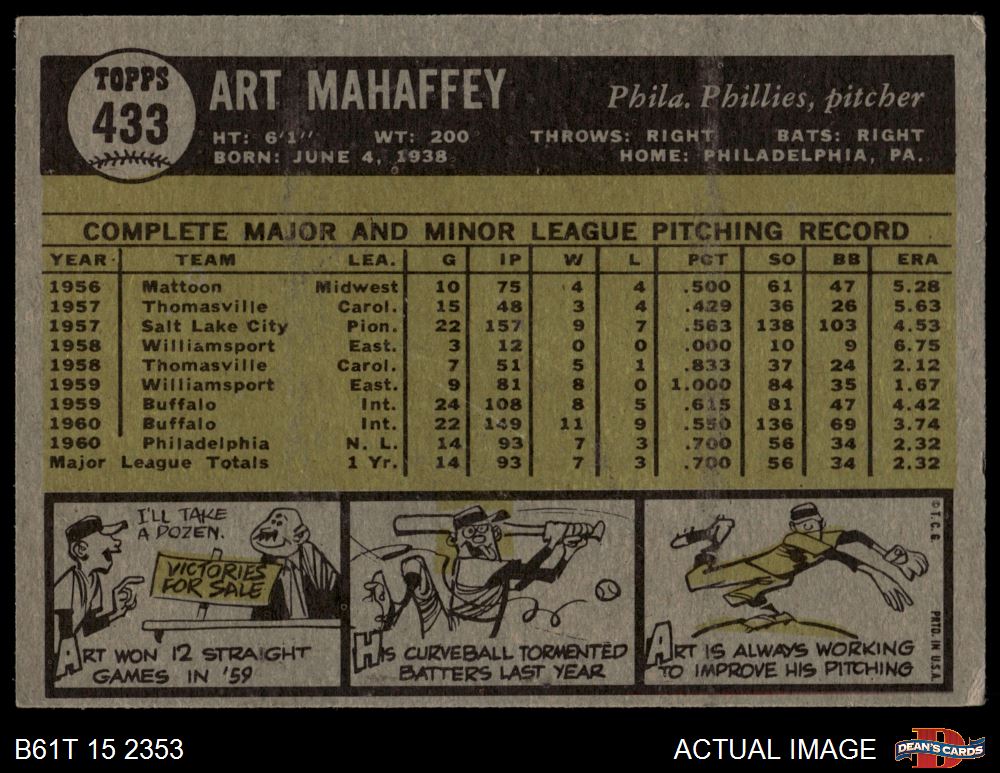 TOPPS
433
ART MAHAFFEY
Phila. Phillies, pitcher
HT: 6'1" WT: 200 THROWS: RIGHT BATS: RIGHT
BORN: JUNE 4, 1938 HOME: PHILADELPHIA, PA.
COMPLETE MAJOR AND MINOR LEAGUE PITCHING RECORD
YEAR TEAM LEA. G IP W L PCT SO BB ERA
1956 Mattoon Midwest 10 75 4 4 .500 61 47 5.28
1957 Thomasville Carol. 15 48 3 4 .429 36 26 5.63
1957 Salt Lake City Pion. 22 157 9 7 .563 138 103 4.53
1958 Williamsport East. 3 12 0 0 .000 10 9 6.75
1958 Thomasville Carol. 7 51 5 1 .833 37 24 2.12
1959 Williamsport East. 9 81 8 0 1.000 84 35 1.67
1959 Buffalo Int. 24 108 8 5 .615 81 47 4.42
1960 Buffalo Int. 22 149 11 9 .550 136 69 3.74
1960 Philadelphia N. L. 14 93 7 3 .700 56 34 2.32
Major League Totals 1 Yr. 14 93 7 3 .700 56 34 2.32
I'LL TAKE
A DOZEN.
VICTORIES
FOR SALE
ART WON 12 STRAIGHT
GAMES IN '59
HIS CURVEBALL TORMENTED
BATTERS LAST YEAR
ART IS ALWAYS WORKING
TO IMPROVE HIS PITCHING
© T. C. G.
PRTD. IN U.S.A.
B61T 15 2353
ACTUAL IMAGE
D
DEAN'S CARDS